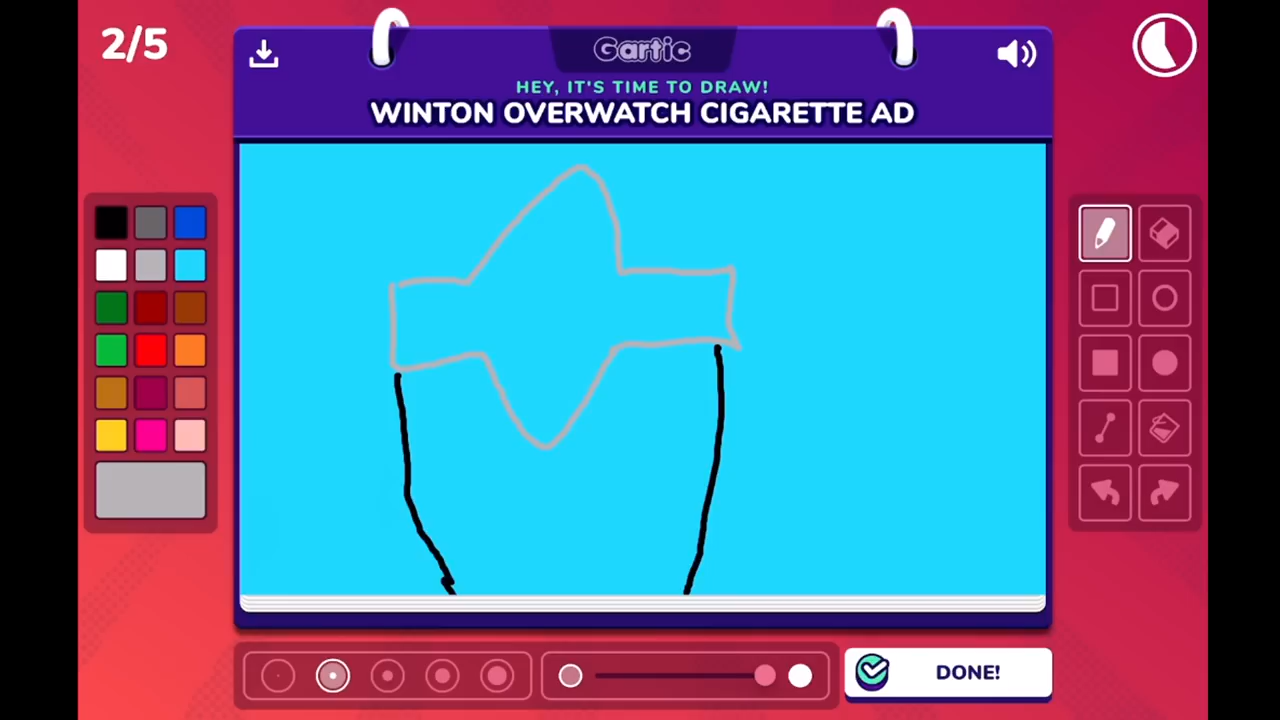 2/5
Gartic
HEY, IT'S TIME TO DRAW!
WINTON OVERWATCH CIGARETTE AD
DONE!